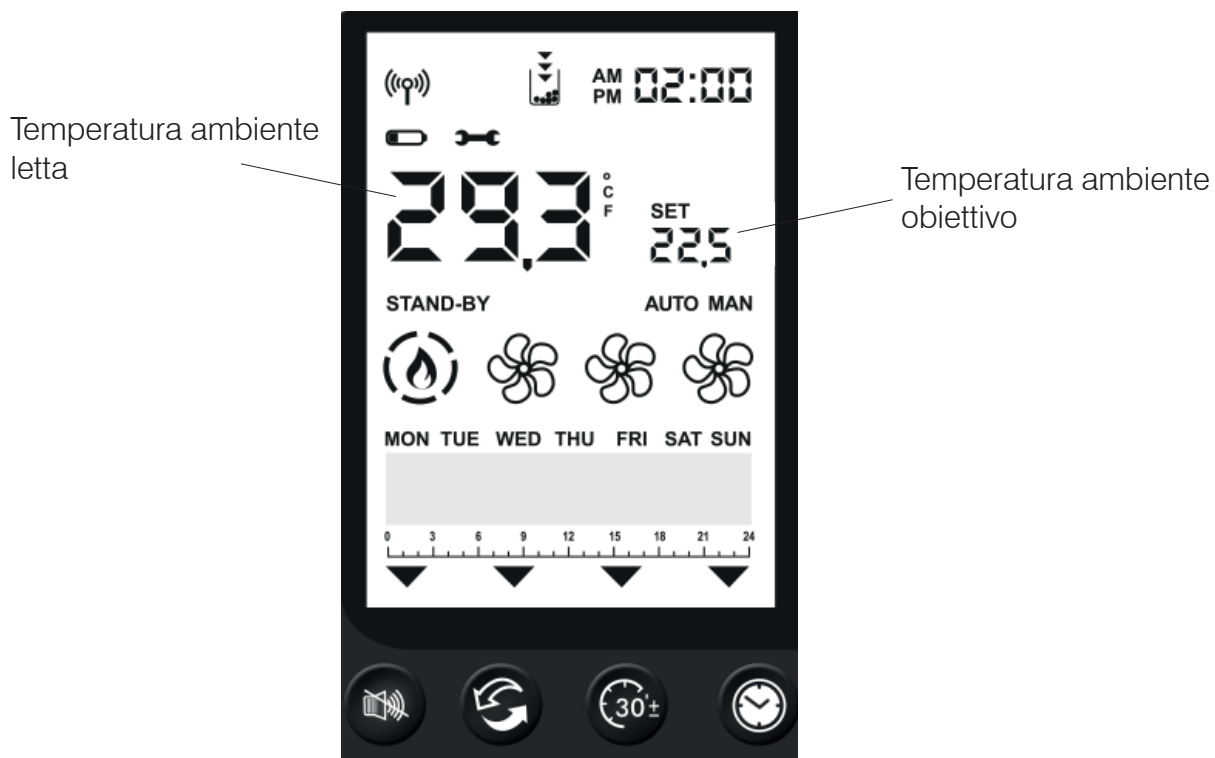 Temperatura ambiente
letta
AM
PM
02:00
29,3
°
C
F
SET
22,5
Temperatura ambiente
obiettivo
STAND-BY
AUTO MAN
MON TUE WED THU FRI SAT SUN
0 3 6 9 12 15 18 21 24
30'±